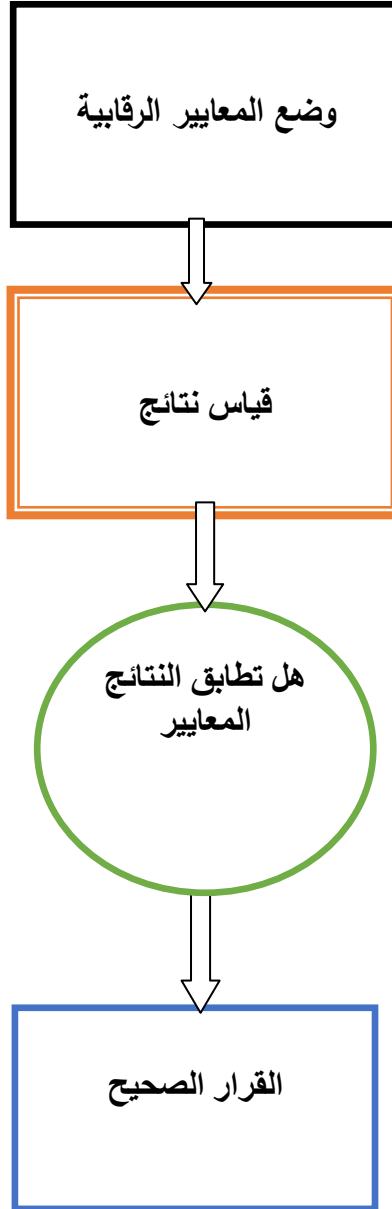 وضع المعايير الرقابية
قياس نتائج
هل تطابق النتائج
المعايير
القرار الصحيح